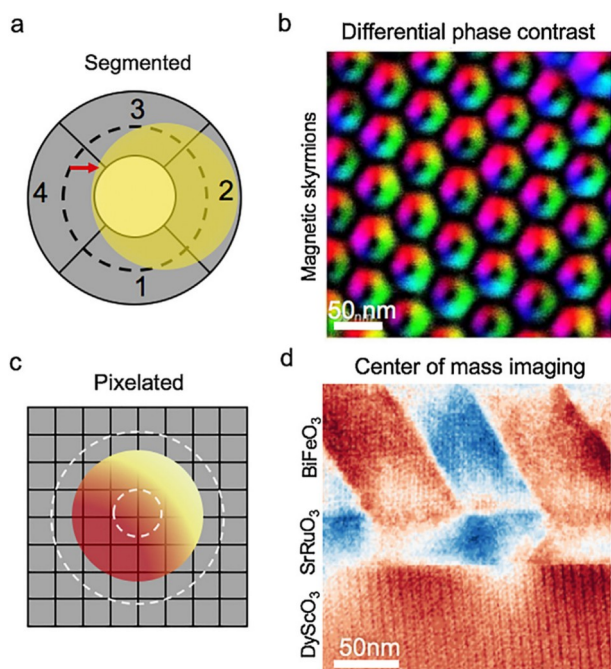 a
Segmented
3
4
2
1
b
Differential phase contrast
Magnetic skyrmions
50 nm
c
Pixelated
d
Center of mass imaging
BiFeO₃
SrRuO₃
DyScO₃
50nm